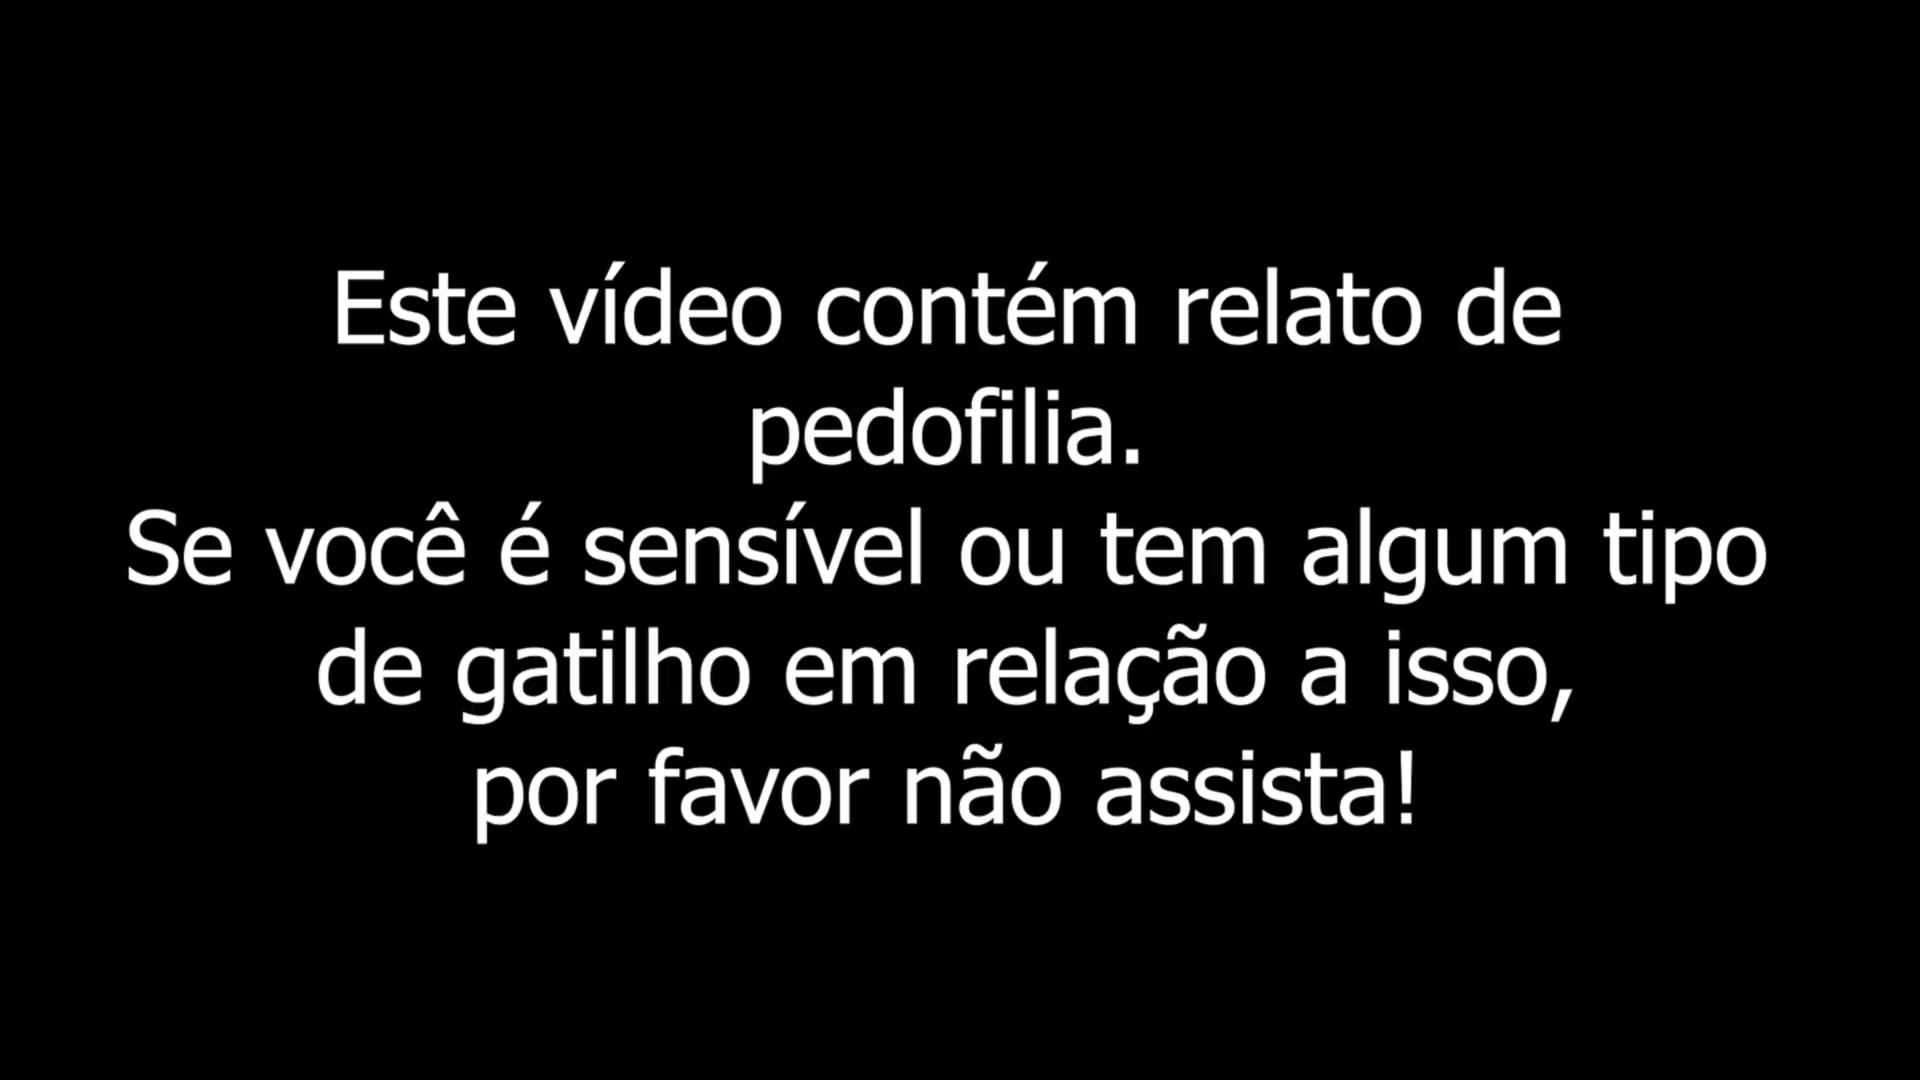 Este vídeo contém relato de
pedofilia.
Se você é sensível ou tem algum tipo
de gatilho em relação a isso,
por favor não assista!